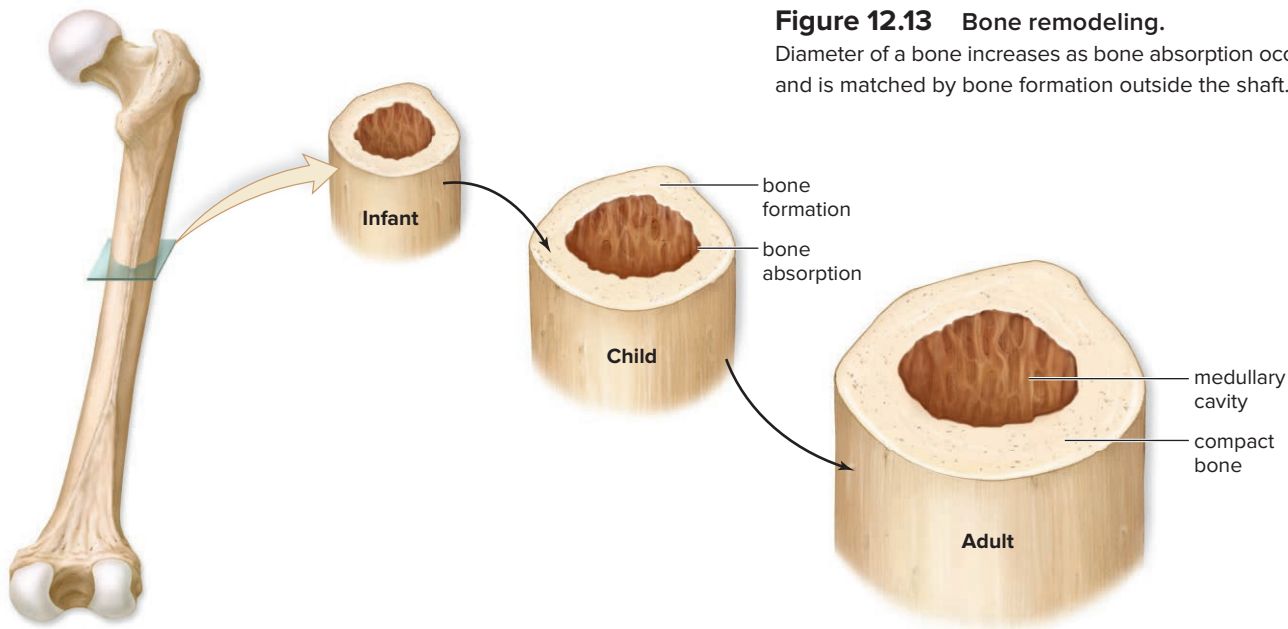 Figure 12.13 Bone remodeling.
Diameter of a bone increases as bone absorption
and is matched by bone formation outside the shaft.
Infant
bone
formation
bone
absorption
Child
medullary
cavity
compact
bone
Adult